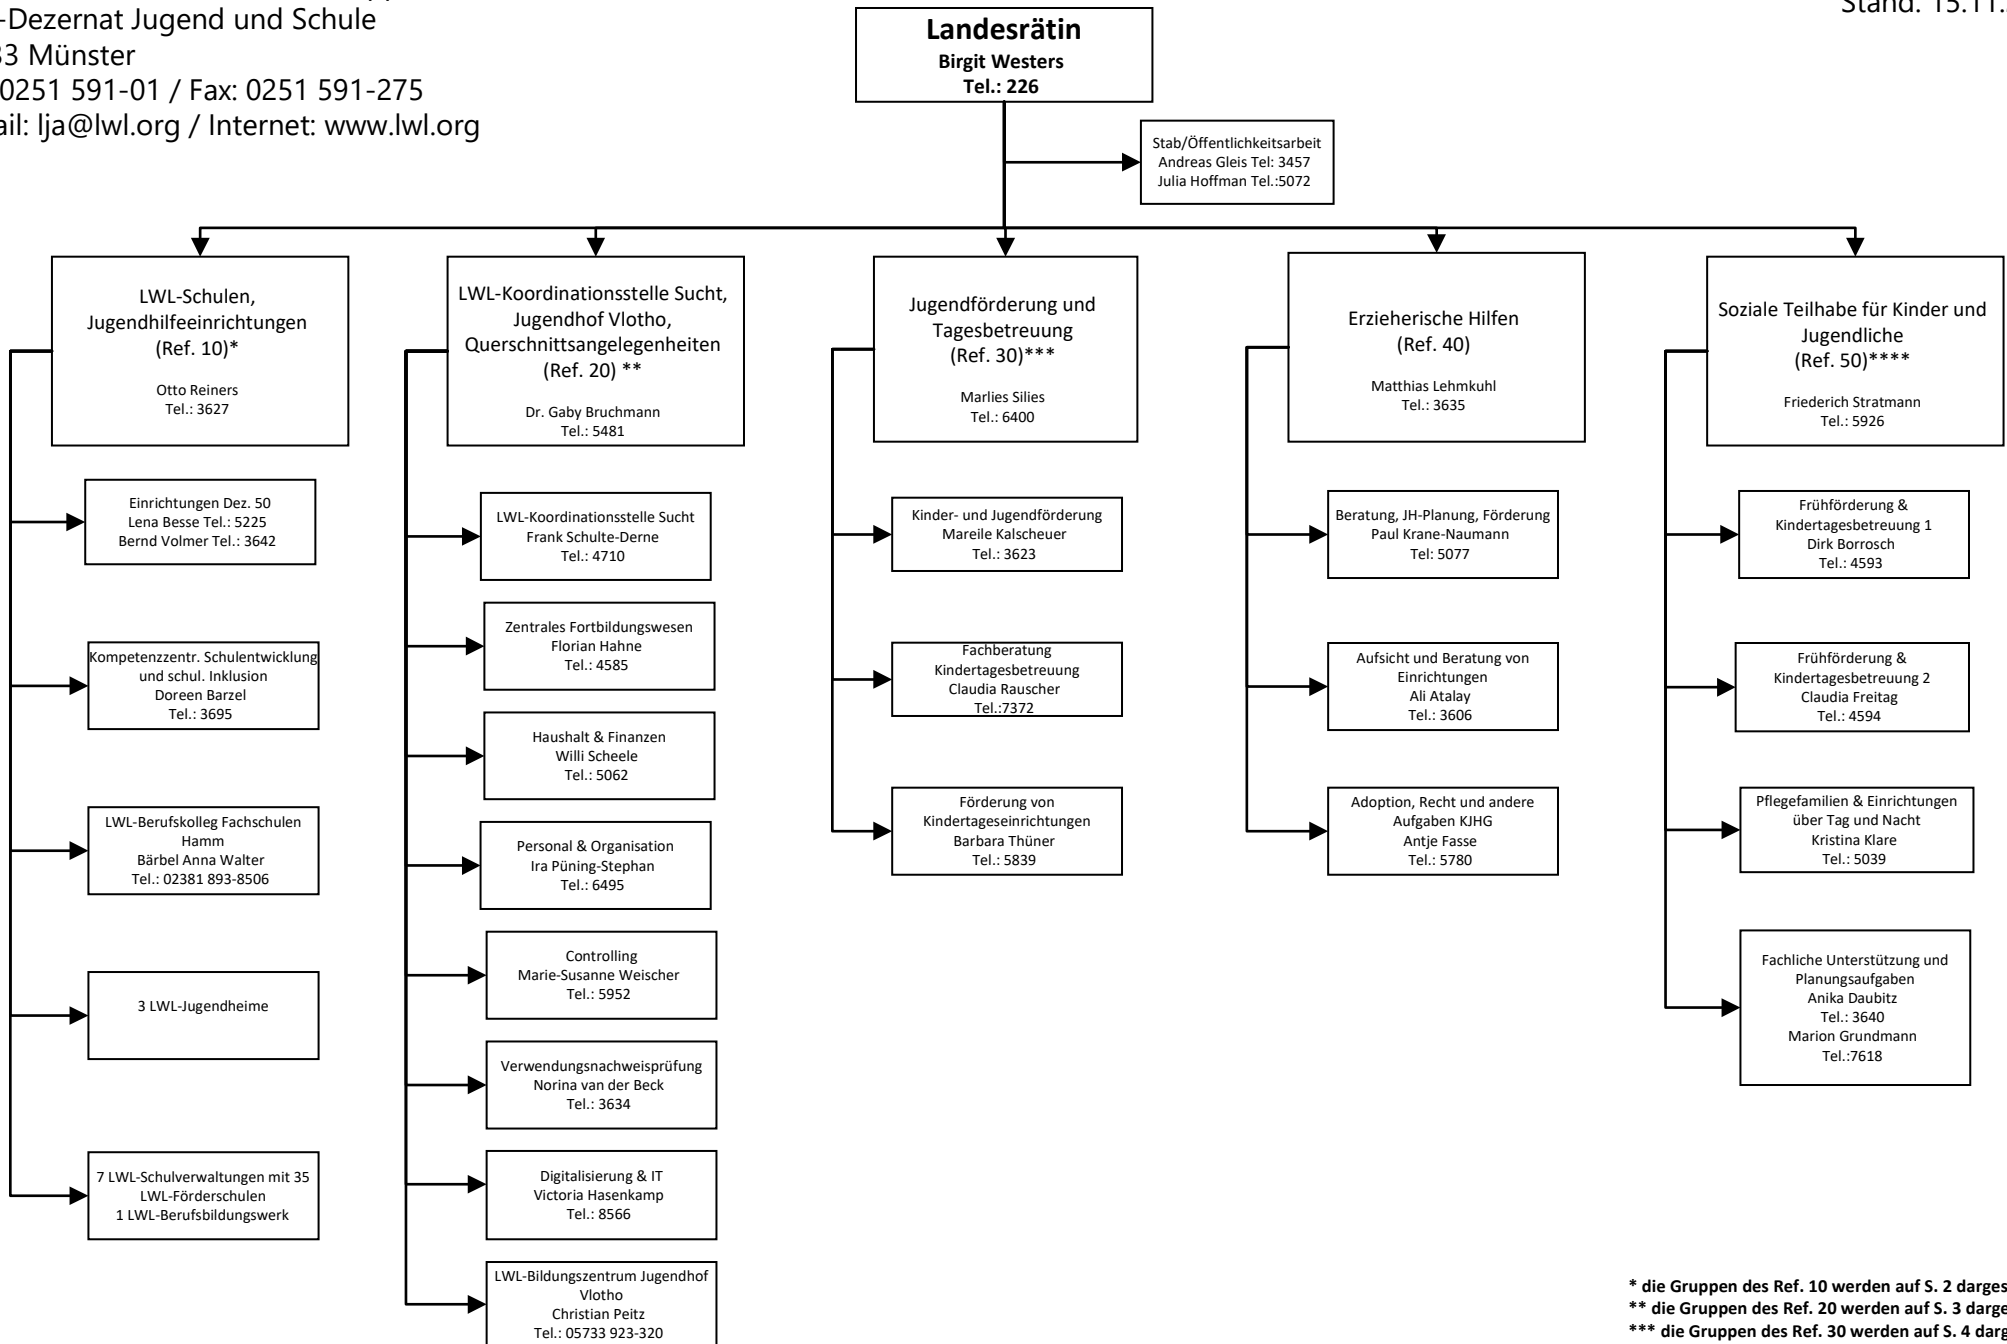 -Dezernat Jugend und Schule
33 Münster
0251 591-01 / Fax: 0251 591-275
ail: lja@lwl.org / Internet: www.lwl.org
Stand: 15.11.
Landesrätin
Birgit Westers
Tel.: 226
Stab/Öffentlichkeitsarbeit
Andreas Gleis Tel: 3457
Julia Hoffman Tel.:5072
LWL-Schulen,
Jugendhilfeeinrichtungen
(Ref. 10)*
Otto Reiners
Tel.: 3627
Einrichtungen Dez. 50
Lena Besse Tel.: 5225
Bernd Volmer Tel.: 3642
Kompetenzzentr. Schulentwicklung
und schul. Inklusion
Doreen Barzel
Tel.: 3695
LWL-Berufskolleg Fachschulen
Hamm
Bärbel Anna Walter
Tel.: 02381 893-8506
3 LWL-Jugendheime
7 LWL-Schulverwaltungen mit 35
LWL-Förderschulen
1 LWL-Berufsbildungswerk
LWL-Koordinationsstelle Sucht,
Jugendhof Vlotho,
Querschnittsangelegenheiten
(Ref. 20) **
Dr. Gaby Bruchmann
Tel.: 5481
LWL-Koordinationsstelle Sucht
Frank Schulte-Derne
Tel.: 4710
Zentrales Fortbildungswesen
Florian Hahne
Tel.: 4585
Haushalt & Finanzen
Willi Scheele
Tel.: 5062
Personal & Organisation
Ira Püning-Stephan
Tel.: 6495
Controlling
Marie-Susanne Weischer
Tel.: 5952
Verwendungsnachweisprüfung
Norina van der Beck
Tel.: 3634
Digitalisierung & IT
Victoria Hasenkamp
Tel.: 8566
LWL-Bildungszentrum Jugendhof
Vlotho
Christian Peitz
Tel.: 05733 923-320
Jugendförderung und
Tagesbetreuung
(Ref. 30)***
Marlies Silies
Tel.: 6400
Kinder- und Jugendförderung
Mareile Kalscheuer
Tel.: 3623
Fachberatung
Kindertagesbetreuung
Claudia Rauscher
Tel.:7372
Förderung von
Kindertageseinrichtungen
Barbara Thüner
Tel.: 5839
Erzieherische Hilfen
(Ref. 40)
Matthias Lehmkuhl
Tel.: 3635
Beratung, JH-Planung, Förderung
Paul Krane-Naumann
Tel: 5077
Aufsicht und Beratung von
Einrichtungen
Ali Atalay
Tel.: 3606
Adoption, Recht und andere
Aufgaben KJHG
Antje Fasse
Tel.: 5780
Soziale Teilhabe für Kinder und
Jugendliche
(Ref. 50)****
Friederich Stratmann
Tel.: 5926
Frühförderung &
Kindertagesbetreuung 1
Dirk Borrosch
Tel.: 4593
Frühförderung &
Kindertagesbetreuung 2
Claudia Freitag
Tel.: 4594
Pflegefamilien & Einrichtungen
über Tag und Nacht
Kristina Klare
Tel.: 5039
Fachliche Unterstützung und
Planungsaufgaben
Anika Daubitz
Tel.: 3640
Marion Grundmann
Tel.:7618
* die Gruppen des Ref. 10 werden auf S. 2 darges
** die Gruppen des Ref. 20 werden auf S. 3 darge
*** die Gruppen des Ref. 30 werden auf S. 4 darg